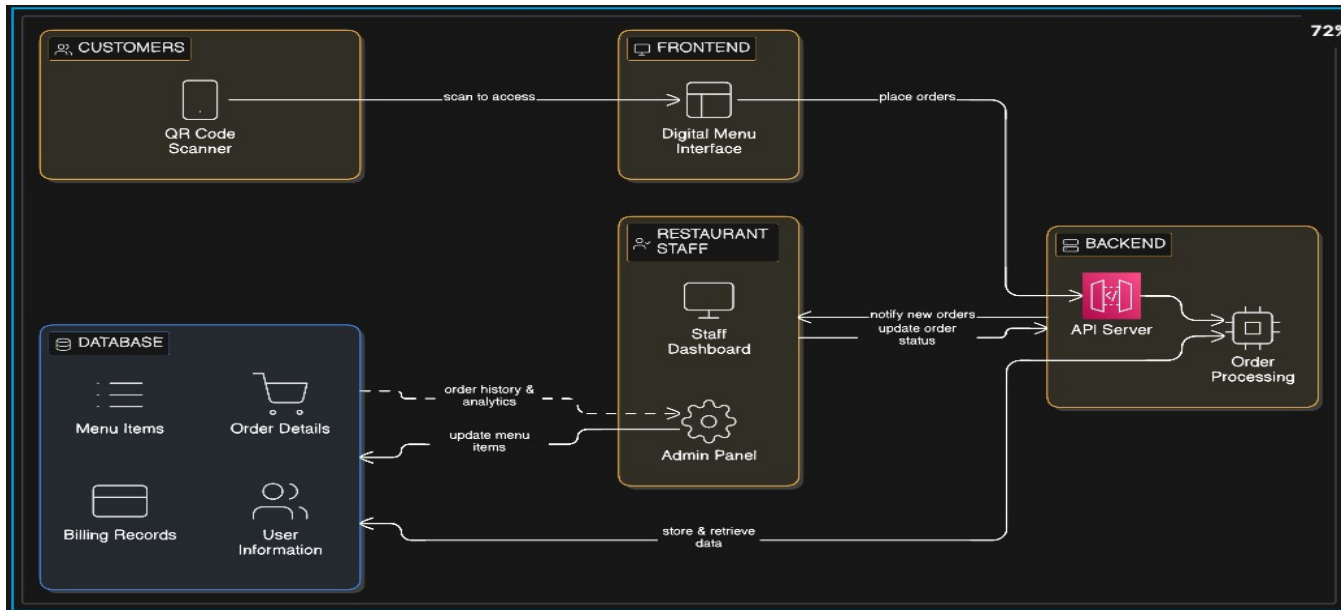 72%
CUSTOMERS
QR Code
Scanner
scan to access
FRONTEND
Digital Menu
Interface
place orders
RESTAURANT
STAFF
Staff
Dashboard
Admin Panel
notify new orders
update order
status
BACKEND
API Server
Order
Processing
DATABASE
Menu Items
Order Details
Billing Records
User
Information
order history &
analytics
update menu
items
store & retrieve
data